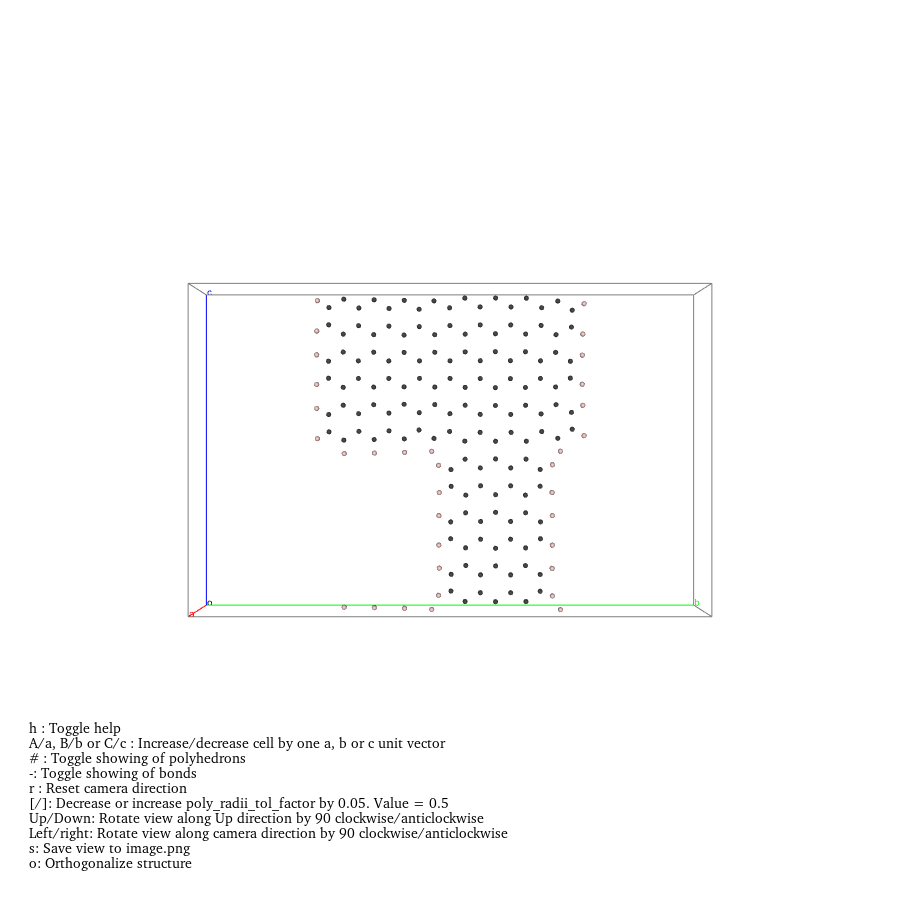 c
o
a
b
h : Toggle help
A/a, B/b or C/c : Increase/decrease cell by one a, b or c unit vector
# : Toggle showing of polyhedrons
-: Toggle showing of bonds
r : Reset camera direction
[/]: Decrease or increase poly_radii_tol_factor by 0.05. Value = 0.5
Up/Down: Rotate view along Up direction by 90 clockwise/anticlockwise
Left/right: Rotate view along camera direction by 90 clockwise/anticlockwise
s: Save view to image.png
o: Orthogonalize structure